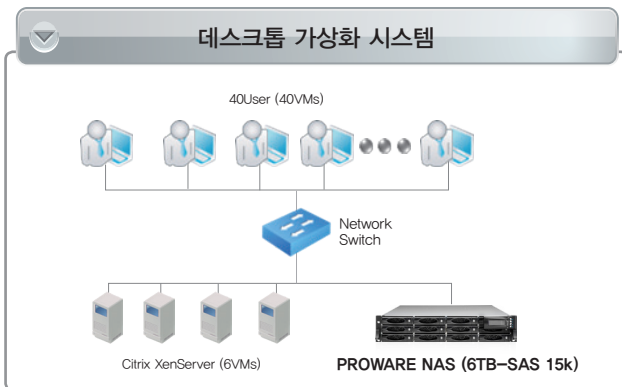 데스크톱 가상화 시스템
40User (40VMs)
Network
Switch
Citrix XenServer (6VMs)
PROWARE NAS (6TB-SAS 15k)